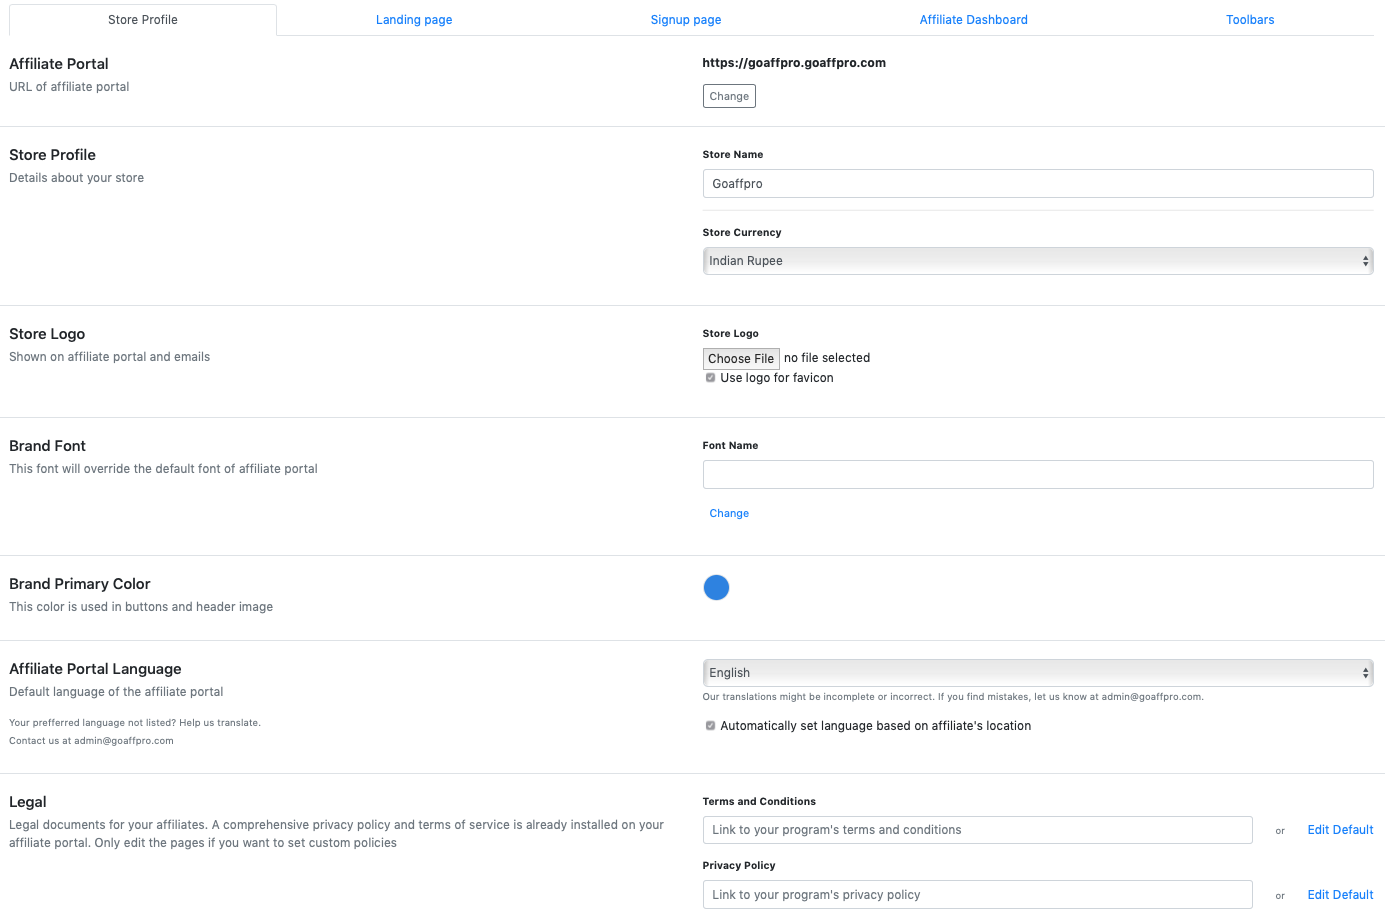 Store Profile
Landing page
Signup page
Affiliate Dashboard
Toolbars
Affiliate Portal
URL of affiliate portal
https://goaffpro.goaffpro.com
Change
Store Profile
Details about your store
Store Name
Goaffpro
Store Currency
Indian Rupee
Store Logo
Shown on affiliate portal and emails
Store Logo
Choose File no file selected
Use logo for favicon
Brand Font
This font will override the default font of affiliate portal
Font Name
Change
Brand Primary Color
This color is used in buttons and header image
Affiliate Portal Language
Default language of the affiliate portal
Your prefferred language not listed? Help us translate.
Contact us at admin@goaffpro.com
English
Our translations might be incomplete or incorrect. If you find mistakes, let us know at admin@goaffpro.com.
Automatically set language based on affiliate's location
Legal
Legal documents for your affiliates. A comprehensive privacy policy and terms of service is already installed on your
affiliate portal. Only edit the pages if you want to set custom policies
Terms and Conditions
Link to your program's terms and conditions
or
Edit Default
Privacy Policy
Link to your program's privacy policy
or
Edit Default